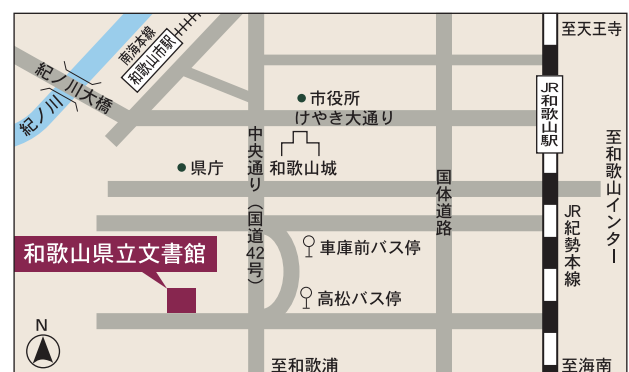 至天王寺
南海本線
和歌山市駅
紀ノ川大橋
紀ノ川
市役所
けやき大通り
JR和歌山駅
中央通り（国道42号）
県庁
和歌山城
国体道路
至和歌山インター
JR紀勢本線
和歌山県立文書館
車庫前バス停
高松バス停
N
至和歌浦
至海南